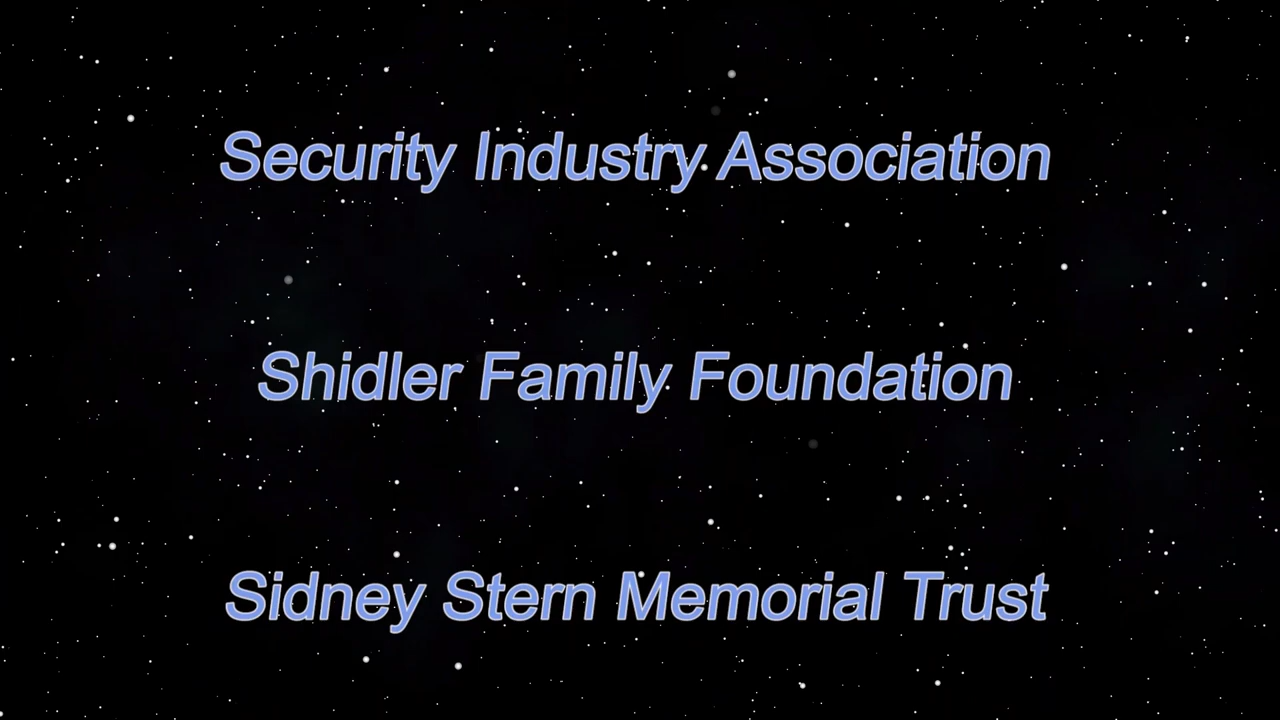 Security Industry Association
Shidler Family Foundation
Sidney Stern Memorial Trust